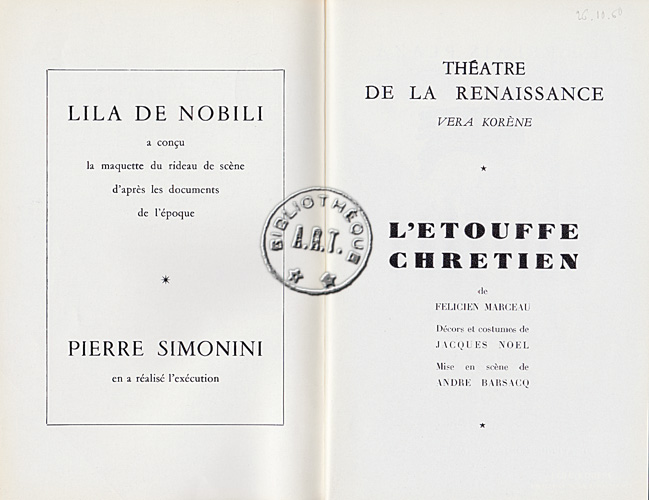 LILA DE NOBILI
a conçu
la maquette du rideau de scène
d'après les documents
de l'époque
*
PIERRE SIMONINI
en a réalisé l'exécution
BIBLIOTHÈQUE
A.R.T.
26.11.60
THÉATRE
DE LA RENAISSANCE
VERA KORÈNE
*
L'ETOUFFE
CHRETIEN
de
FELICIEN MARCEAU
Décors et costumes de
JACQUES NOEL
Mise en scène de
ANDRE BARSACQ
*